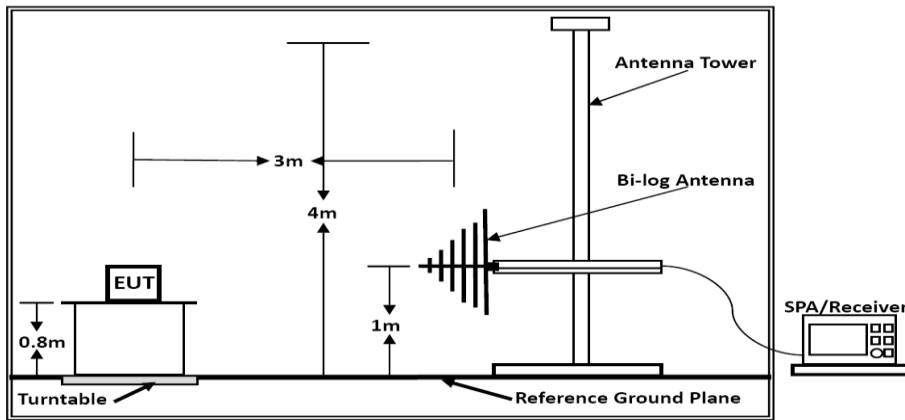 Antenna Tower
3m
Bi-log Antenna
4m
EUT
SPA/Receiver
0.8m
1m
Turntable
Reference Ground Plane